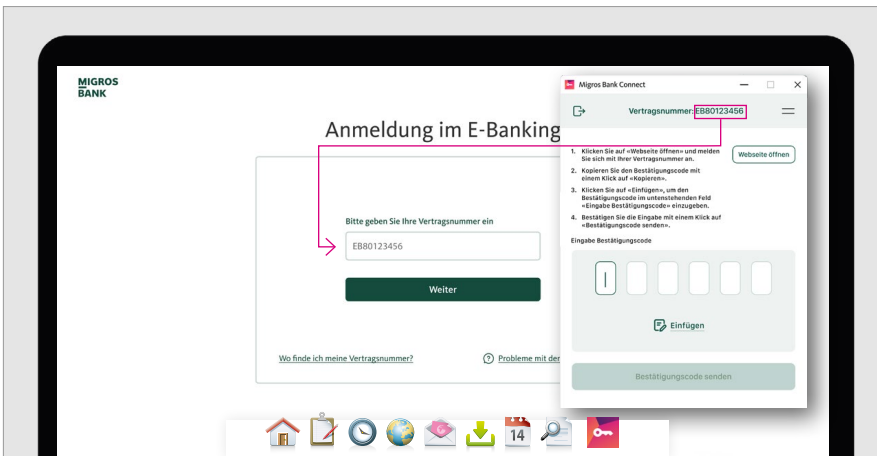 MIGROS
BANK
Anmeldung im E-Banking
Bitte geben Sie Ihre Vertragsnummer ein
EB80123456
Weiter
Wo finde ich meine Vertragsnummer?
? Probleme mit der
Migros Bank Connect
Vertragsnummer: EB80123456
1. Klicken Sie auf «Webseite öffnen» und melden
Sie sich mit Ihrer Vertragsnummer an.
Webseite öffnen
2. Kopieren Sie den Bestätigungscode mit
einem Klick auf «Kopieren».
3. Klicken Sie auf «Einfügen», um den
Bestätigungscode im untenstehenden Feld
«Eingabe Bestätigungscode» einzugeben.
4. Bestätigen Sie die Eingabe mit einem Klick auf
«Bestätigungscode senden».
Eingabe Bestätigungscode
Einfügen
Bestätigungscode senden
14